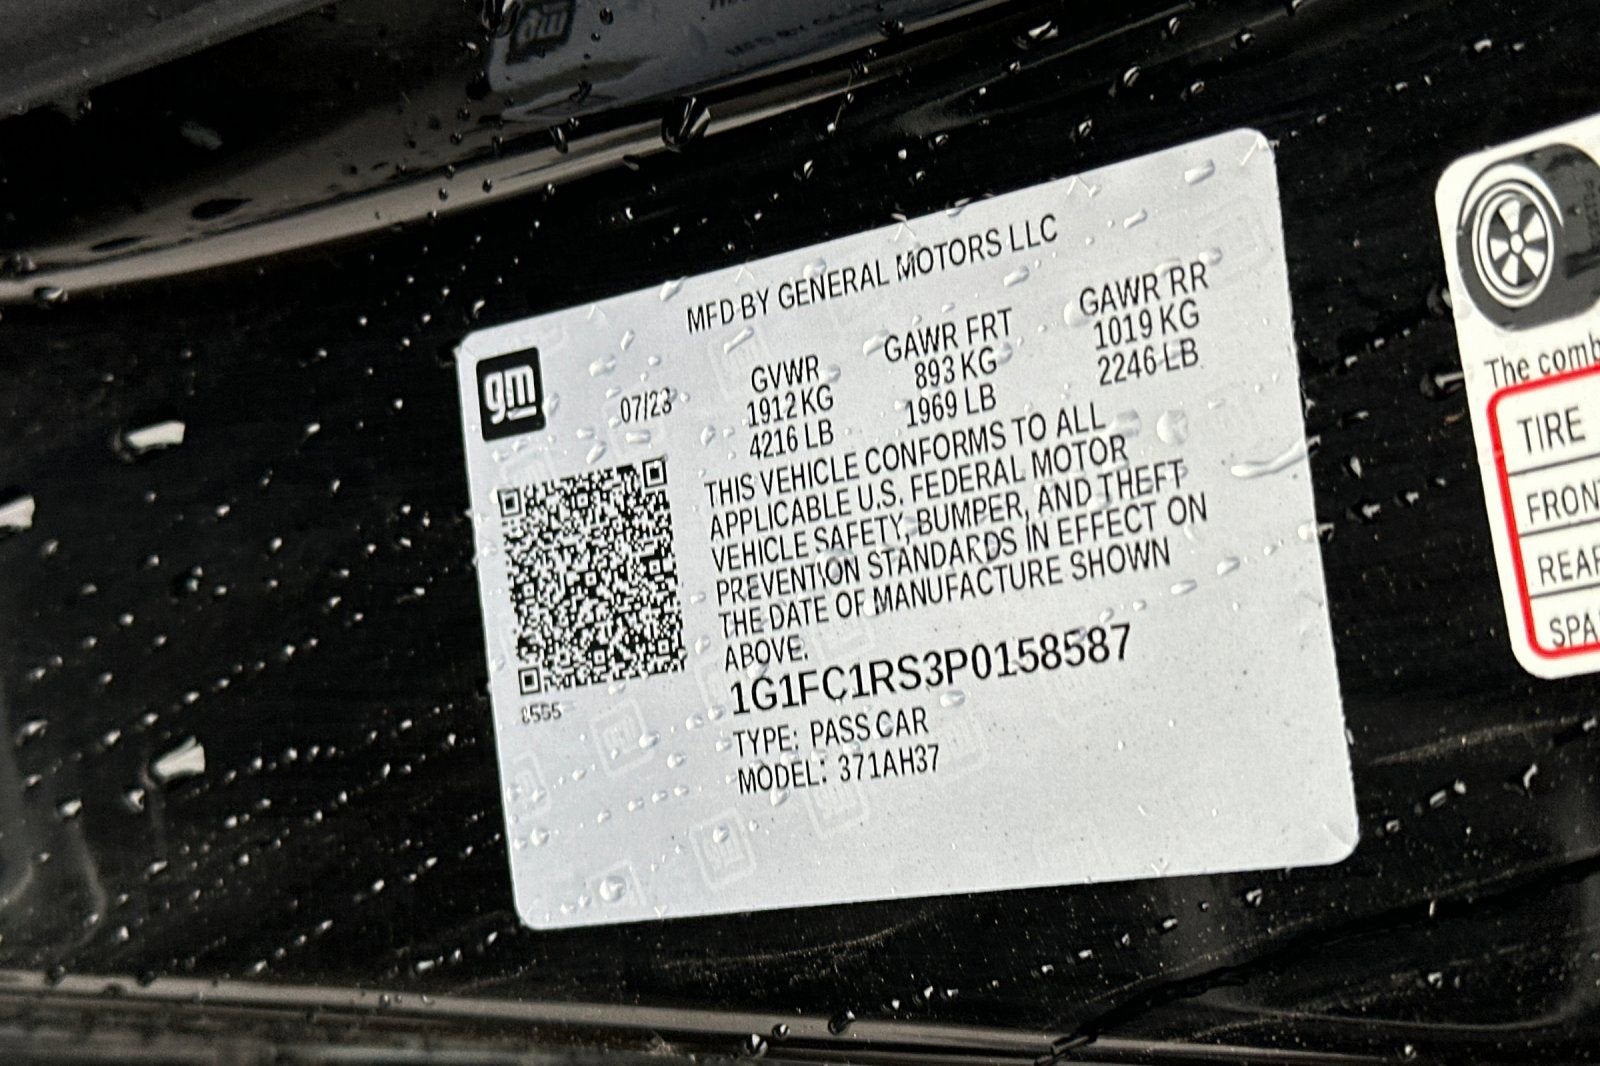 MFD BY GENERAL MOTORS LLC
gm
07/23
GVWR
1912 KG
4216 LB
GAWR FRT
893 KG
1969 LB
GAWR RR
1019 KG
2246 LB
THIS VEHICLE CONFORMS TO ALL
APPLICABLE U.S. FEDERAL MOTOR
VEHICLE SAFETY, BUMPER, AND THEFT
PREVENTION STANDARDS IN EFFECT ON
THE DATE OF MANUFACTURE SHOWN
ABOVE.
1G1FC1RS3P0158587
TYPE: PASS CAR
MODEL: 371AH37
The comb
TIRE
FRONT
REAR
SPA